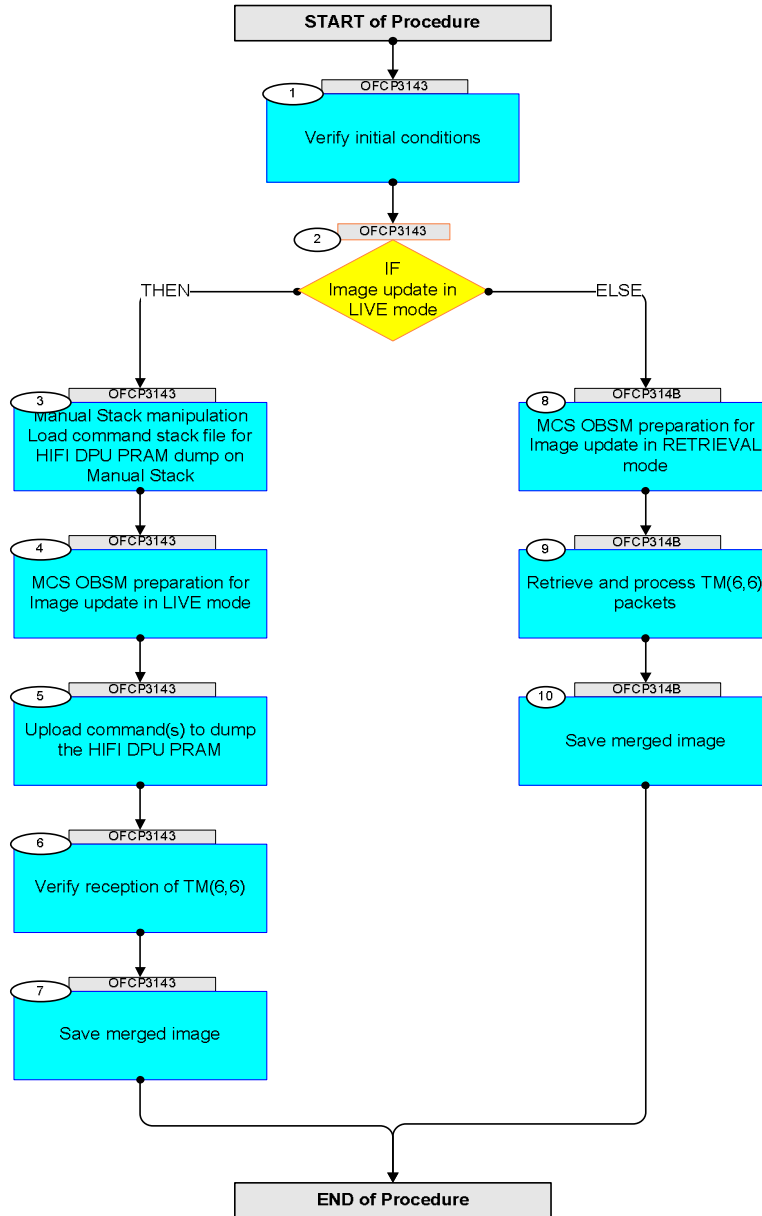 START of Procedure
OFCP3143
1
Verify initial conditions
OFCP3143
2
IF
Image update in
LIVE mode
THEN
ELSE
OFCP3143
3
Manual Stack manipulation
Load command stack file for
HIFI DPU PRAM dump on
Manual Stack
OFCP314B
8
MCS OBSM preparation for
Image update in RETRIEVAL
mode
OFCP3143
4
MCS OBSM preparation for
Image update in LIVE mode
OFCP314B
9
Retrieve and process TM(6,6)
packets
OFCP3143
5
Upload command(s) to dump
the HIFI DPU PRAM
OFCP314B
10
Save merged image
OFCP3143
6
Verify reception of TM(6,6)
OFCP3143
7
Save merged image
END of Procedure